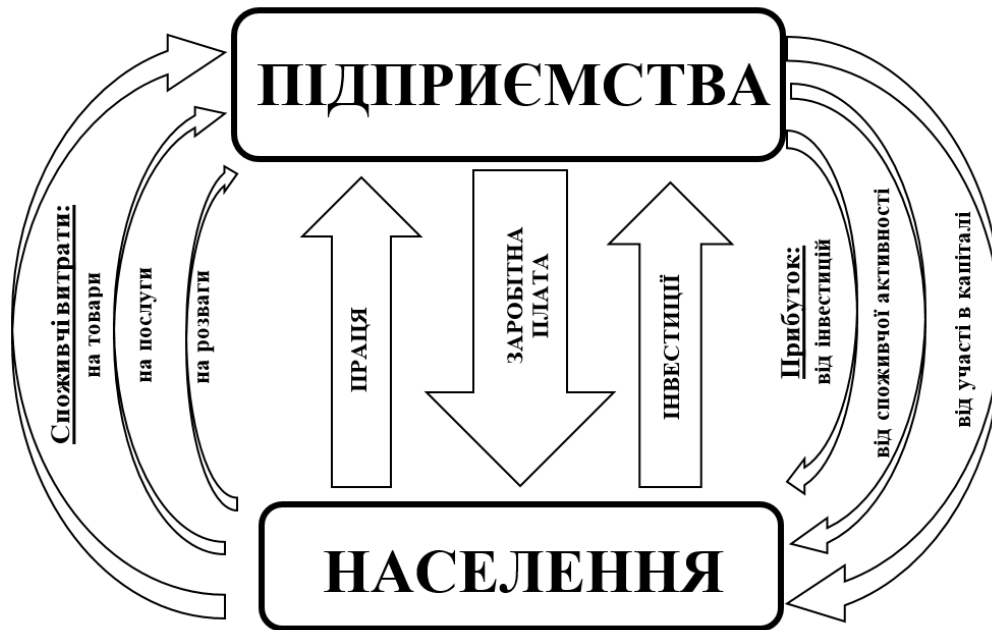 ПІДПРИЄМСТВА
Споживчі витрати:
на товари
на послуги
на розваги
ПРАЦЯ
ЗАРОБІТНА
ПЛАТА
ІНВЕСТИЦІЇ
Прибуток:
від інвестицій
від споживчої активності
від участі в капіталі
НАСЕЛЕННЯ